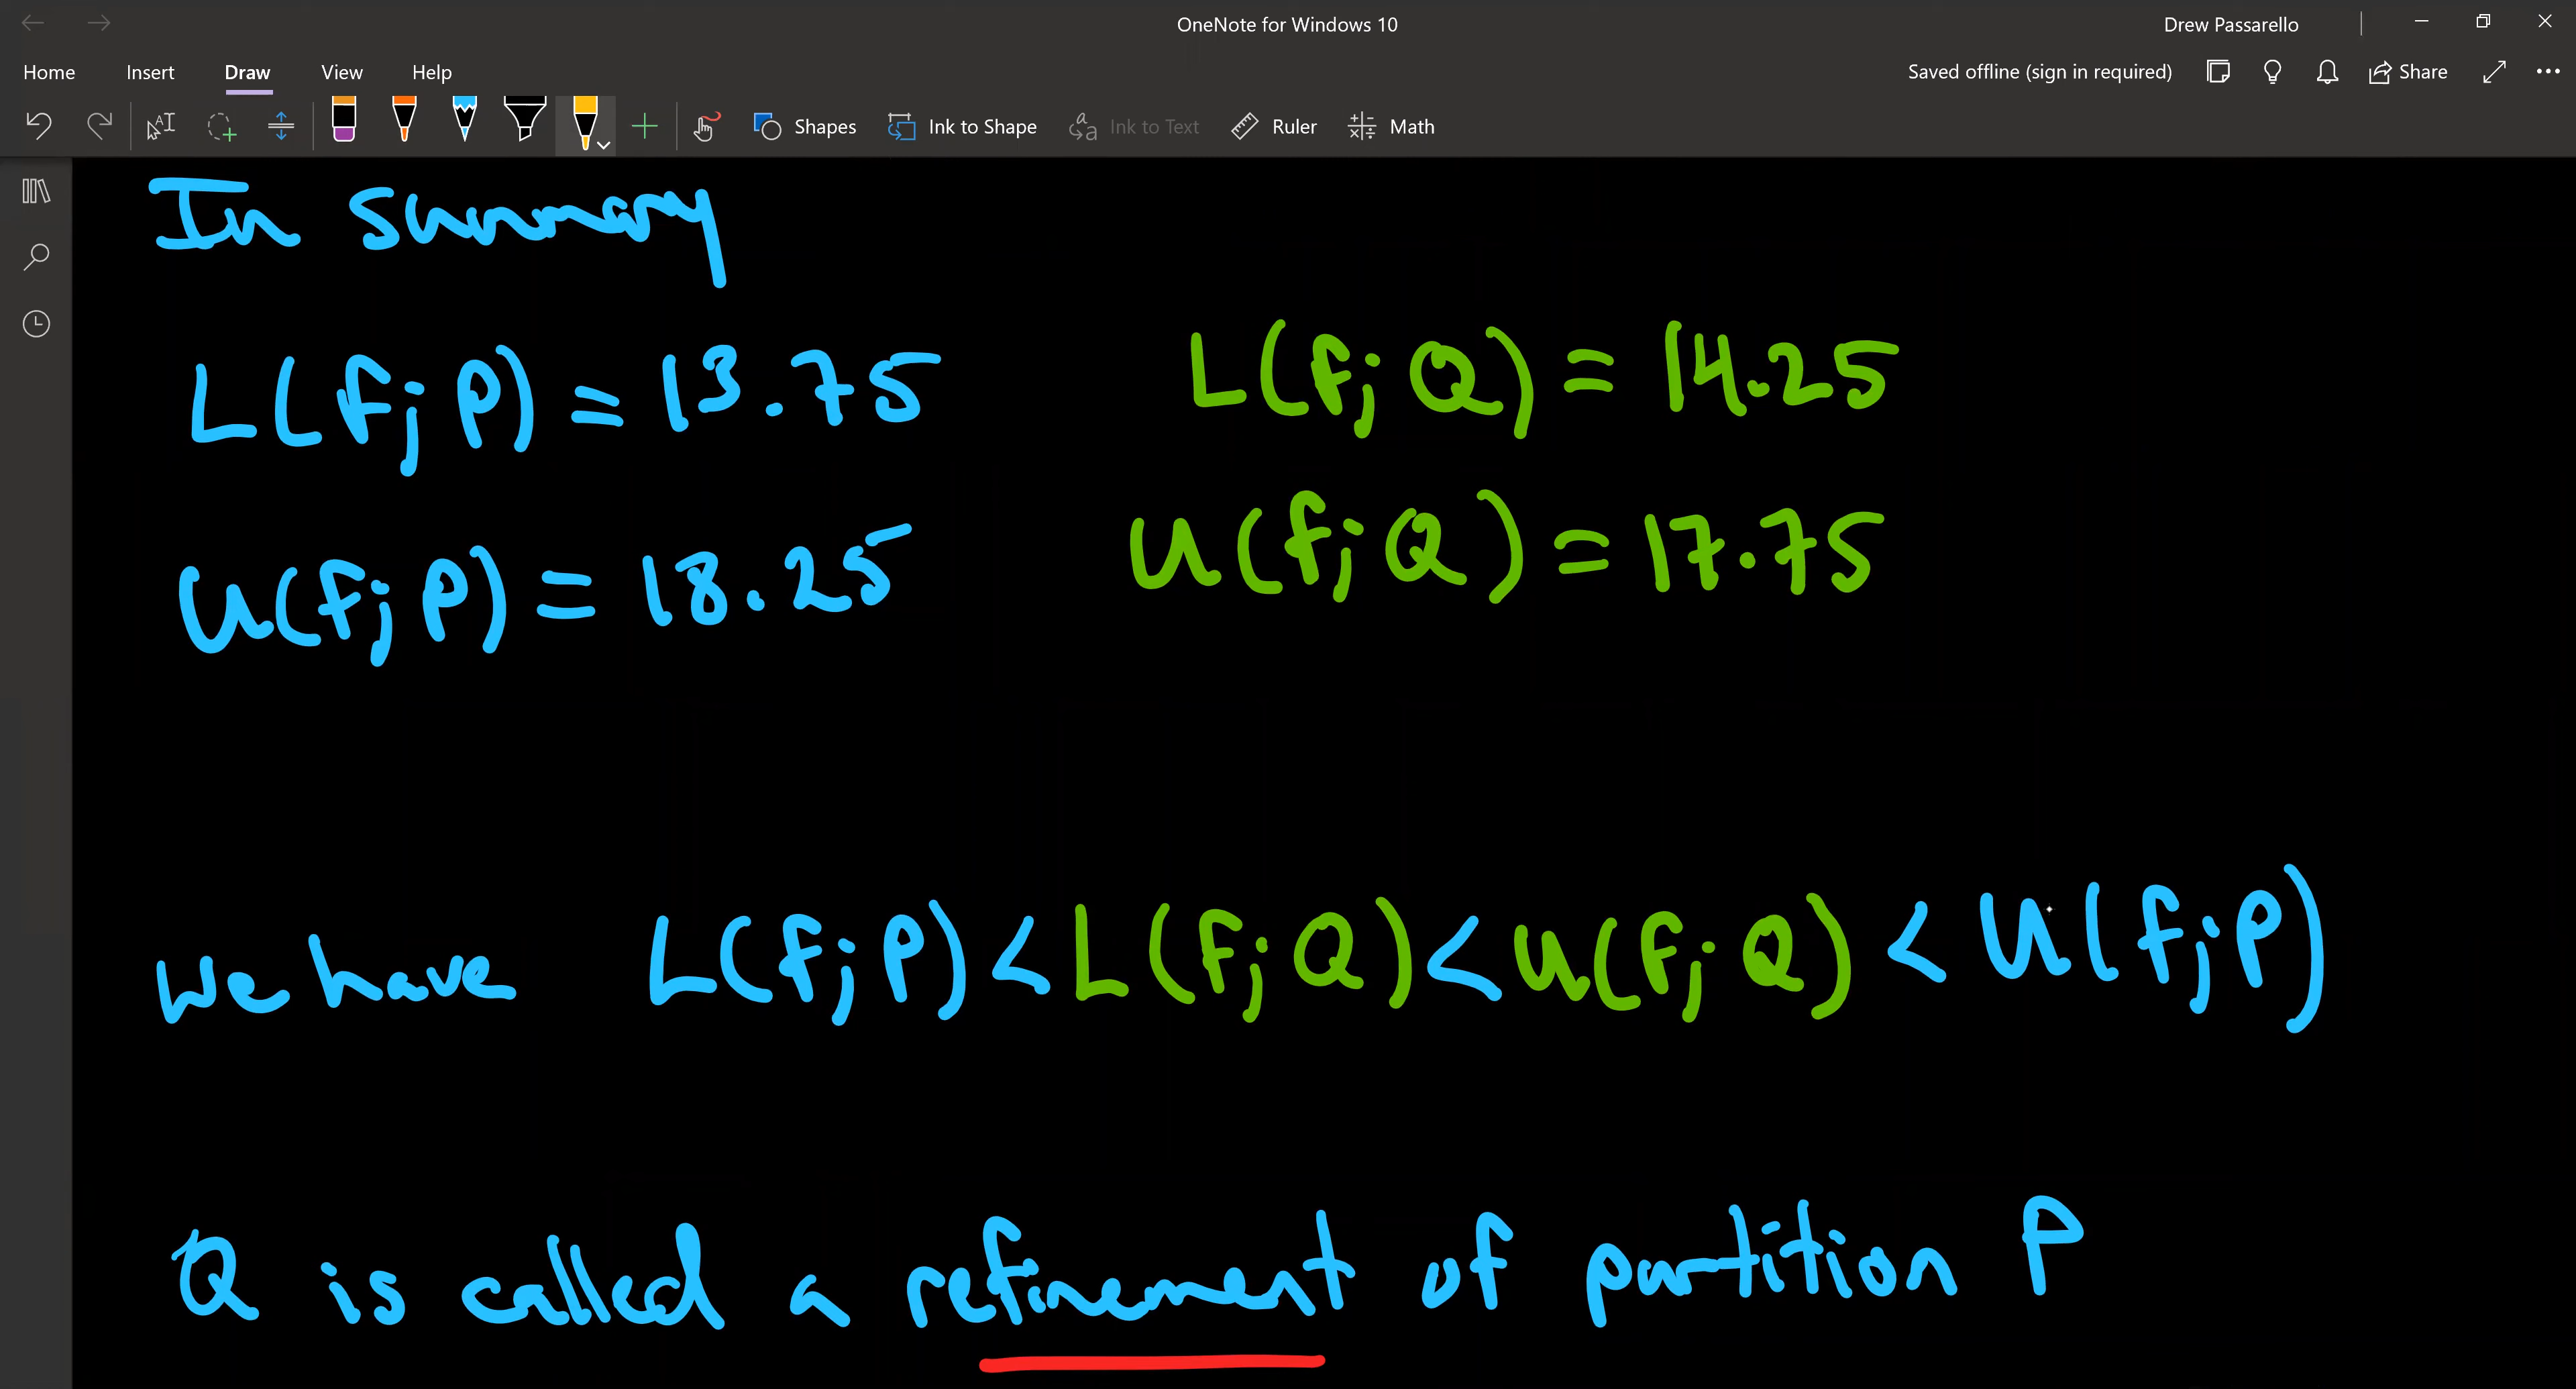 OneNote for Windows 10
Drew Passarello
Home Insert Draw View Help
Saved offline (sign in required) Share
Shapes Ink to Shape Ink to Text Ruler Math
In summary
L(f;P) = 13.75
L(f;Q) = 14.25
U(f;P) = 18.25
U(f;Q) = 17.75
We have L(f;P) < L(f;Q) < U(f;Q) < U(f;P)
Q is called a refinement of partition P